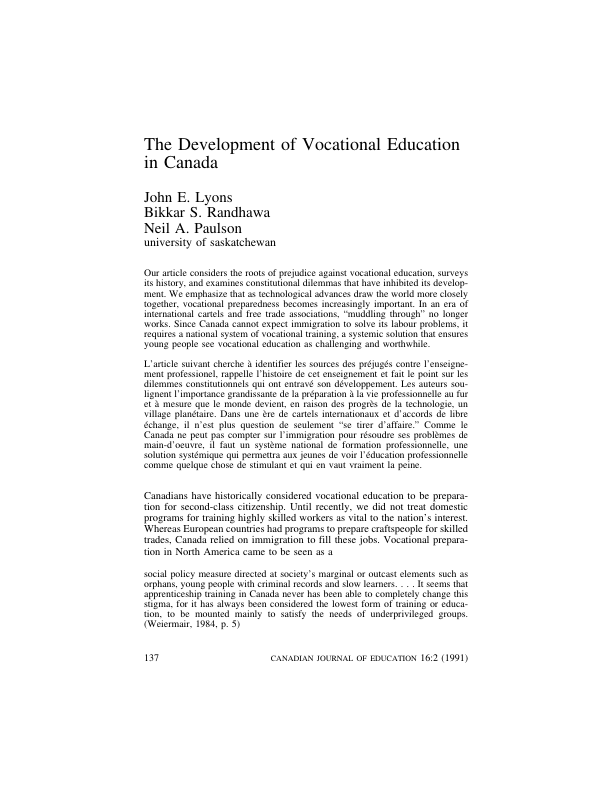 The Development of Vocational Education
in Canada
John E. Lyons
Bikkar S. Randhawa
Neil A. Paulson
university of saskatchewan
Our article considers the roots of prejudice against vocational education, surveys
its history, and examines constitutional dilemmas that have inhibited its develop-
ment. We emphasize that as technological advances draw the world more closely
together, vocational preparedness becomes increasingly important. In an era of
international cartels and free trade associations, “muddling through” no longer
works. Since Canada cannot expect immigration to solve its labour problems, it
requires a national system of vocational training, a systemic solution that ensures
young people see vocational education as challenging and worthwhile.
L’article suivant cherche à identifier les sources des préjugés contre l’enseigne-
ment professionel, rappelle l’histoire de cet enseignement et fait le point sur les
dilemmes constitutionnels qui ont entravé son développement. Les auteurs sou-
lignent l’importance grandissante de la préparation à la vie professionnelle au fur
et à mesure que le monde devient, en raison des progrès de la technologie, un
village planétaire. Dans une ère de cartels internationaux et d’accords de libre
échange, il n’est plus question de seulement “se tirer d’affaire.” Comme le
Canada ne peut pas compter sur l’immigration pour résoudre ses problèmes de
main-d’oeuvre, il faut un système national de formation professionnelle, une
solution systémique qui permettra aux jeunes de voir l’éducation professionnelle
comme quelque chose de stimulant et qui en vaut vraiment la peine.
Canadians have historically considered vocational education to be prepara-
tion for second-class citizenship. Until recently, we did not treat domestic
programs for training highly skilled workers as vital to the nation’s interest.
Whereas European countries had programs to prepare craftspeople for skilled
trades, Canada relied on immigration to fill these jobs. Vocational prepara-
tion in North America came to be seen as a
social policy measure directed at society’s marginal or outcast elements such as
orphans, young people with criminal records and slow learners. . . . It seems that
apprenticeship training in Canada never has been able to completely change this
stigma, for it has always been considered the lowest form of training or educa-
tion, to be mounted mainly to satisfy the needs of underprivileged groups.
(Weiermair, 1984, p. 5)
137 CANADIAN JOURNAL OF EDUCATION 16:2 (1991)